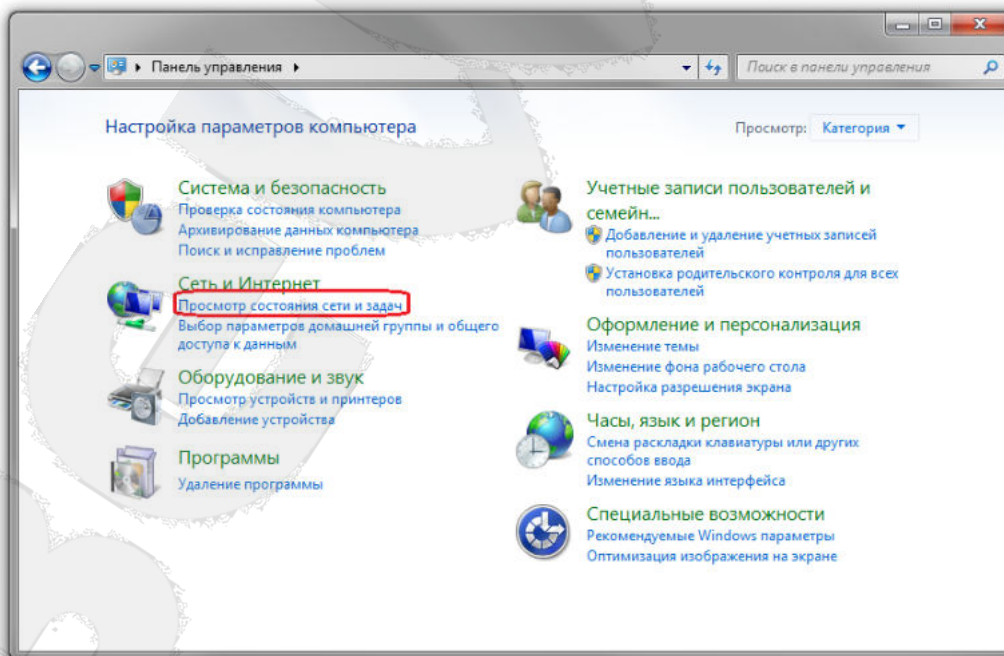 Панель управления
Поиск в панели управления
Настройка параметров компьютера
Просмотр: Категория
Система и безопасность
Проверка состояния компьютера
Архивирование данных компьютера
Поиск и исправление проблем
Сеть и Интернет
Просмотр состояния сети и задач
Выбор параметров домашней группы и общего
доступа к данным
Оборудование и звук
Просмотр устройств и принтеров
Добавление устройства
Программы
Удаление программы
Учетные записи пользователей и
семейн...
Добавление и удаление учетных записей
пользователей
Установка родительского контроля для всех
пользователей
Оформление и персонализация
Изменение темы
Изменение фона рабочего стола
Настройка разрешения экрана
Часы, язык и регион
Смена раскладки клавиатуры или других
способов ввода
Изменение языка интерфейса
Специальные возможности
Рекомендуемые Windows параметры
Оптимизация изображения на экране